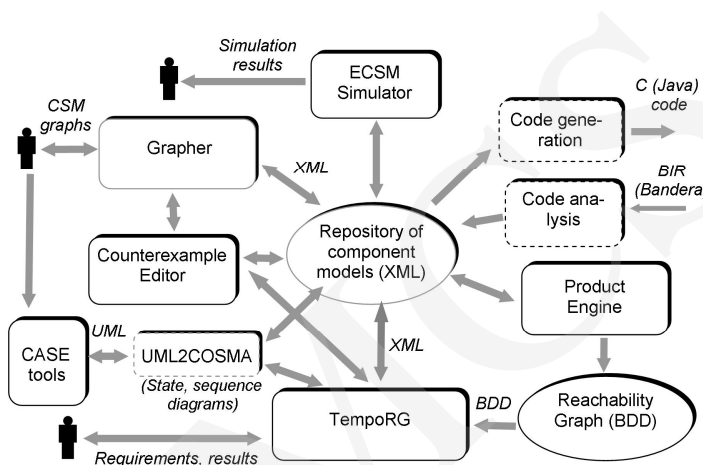 Simulation
results
ECSM
Simulator
C (Java)
code
CSM
graphs
Code gene-
ration
Grapher
XML
BIR
(Bandera)
Code ana-
lysis
Repository of
component
models (XML)
Counterexample
Editor
Product
Engine
UML
XML
CASE
tools
UML2COSMA
(State, sequence
diagrams)
TempoRG
BDD
Reachability
Graph (BDD)
Requirements, results